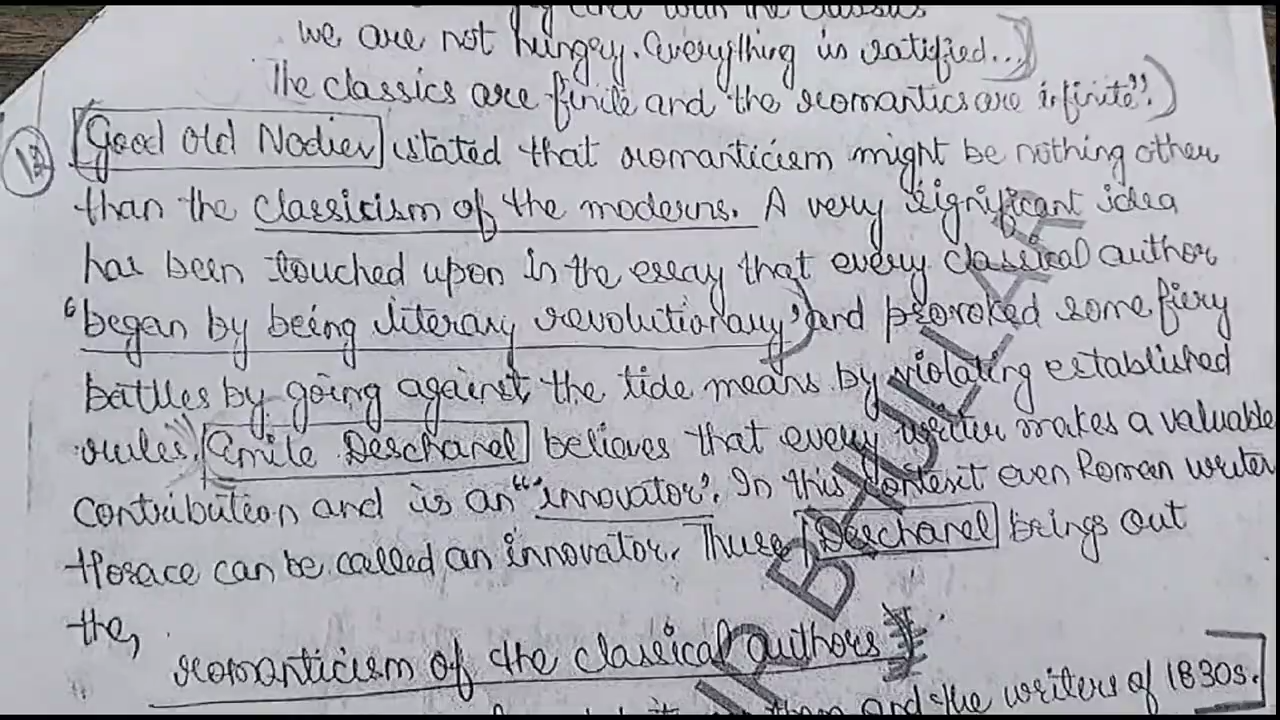 with the classics
we are not hungry. Everything is satified...)
The classics are finite and the romantics are infinite".)
12 Good old Nodier stated that romanticism might be nothing other
than the classicism of the moderns. A very significant idea
has been touched upon in the essay that every classical author
'began by being literary revolutionary' and provoked some fiery
battles by going against the tide means by violating established
rules. Emile Deschanel believes that every writer makes a valuable
contribution and is an "innovator". In this context even Roman writer
Horace can be called an innovator. Thus Deschanel brings out
the,
romanticism of the classical authors
and the writers of 1830s.